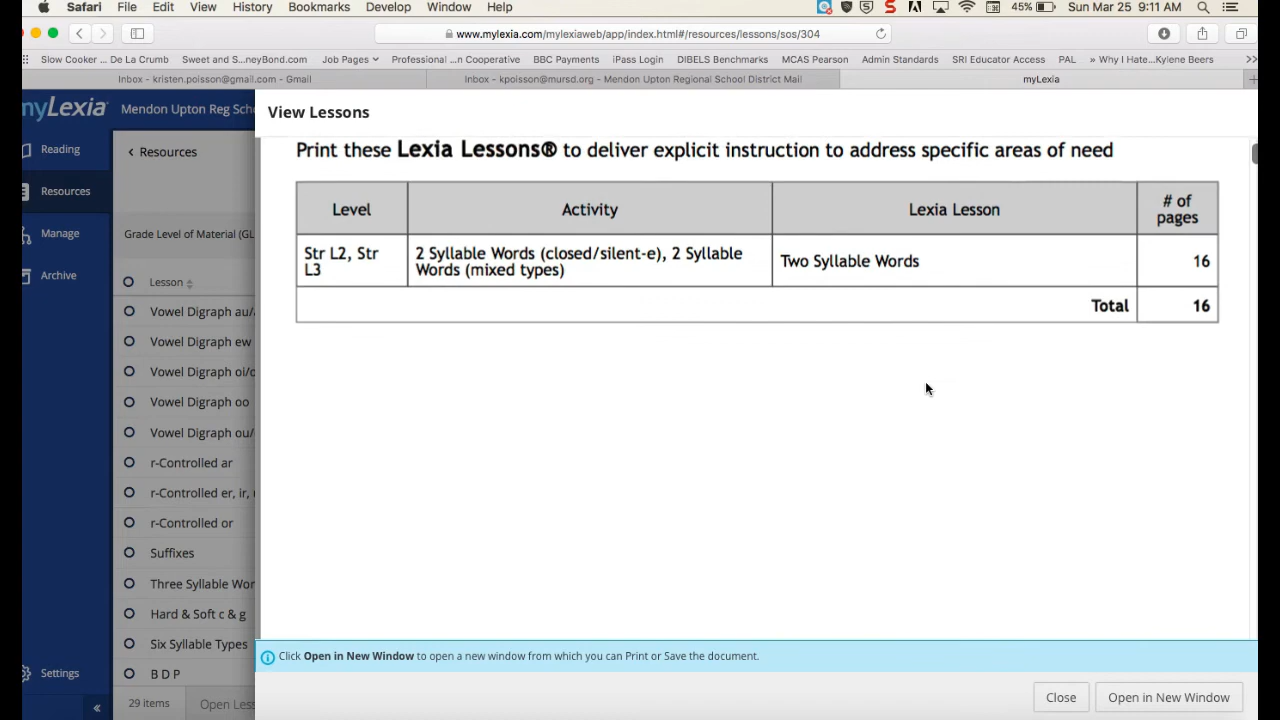 Safari File Edit View History Bookmarks Develop Window Help 45% Sun Mar 25 9:11 AM
www.mylexia.com/mylexiaweb/app/index.html#/resources/lessons/sos/304
Slow Cooker ... De La Crème Sweet and S...neyBond.com Job Pages Professional ...n Cooperative BBO Payments iPass Login DIBELS Benchmarks MCAS Pearson Admin Standards SRI Educator Access PAL » Why I Hate...Kylene Beers
Inbox - kristen.poisson@gmail.com - Gmail Inbox - kpoisson@mursd.org - Mendon Upton Regional School District Mail myLexia
myLexia Mendon Upton Reg Scho
View Lessons
Reading
Resources
Manage
Archive
Settings
Resources
Grade Level of Material (GL
Lesson
Vowel Digraph au/
Vowel Digraph ew
Vowel Digraph oi/o
Vowel Digraph oo
Vowel Digraph ou/
r-Controlled ar
r-Controlled er, ir,
r-Controlled or
Suffixes
Three Syllable Wor
Hard & Soft c & g
Six Syllable Types
B D P
29 items Open Less
Print these Lexia Lessons® to deliver explicit instruction to address specific areas of need
Level Activity Lexia Lesson # of
pages
Str L2, Str 2 Syllable Words (closed/silent-e), 2 Syllable Two Syllable Words 16
L3 Words (mixed types)
Total 16
Click Open in New Window to open a new window from which you can Print or Save the document.
Close Open in New Window